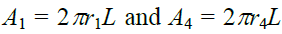 A₁ = 2πr₁L and A₄ = 2πr₄L